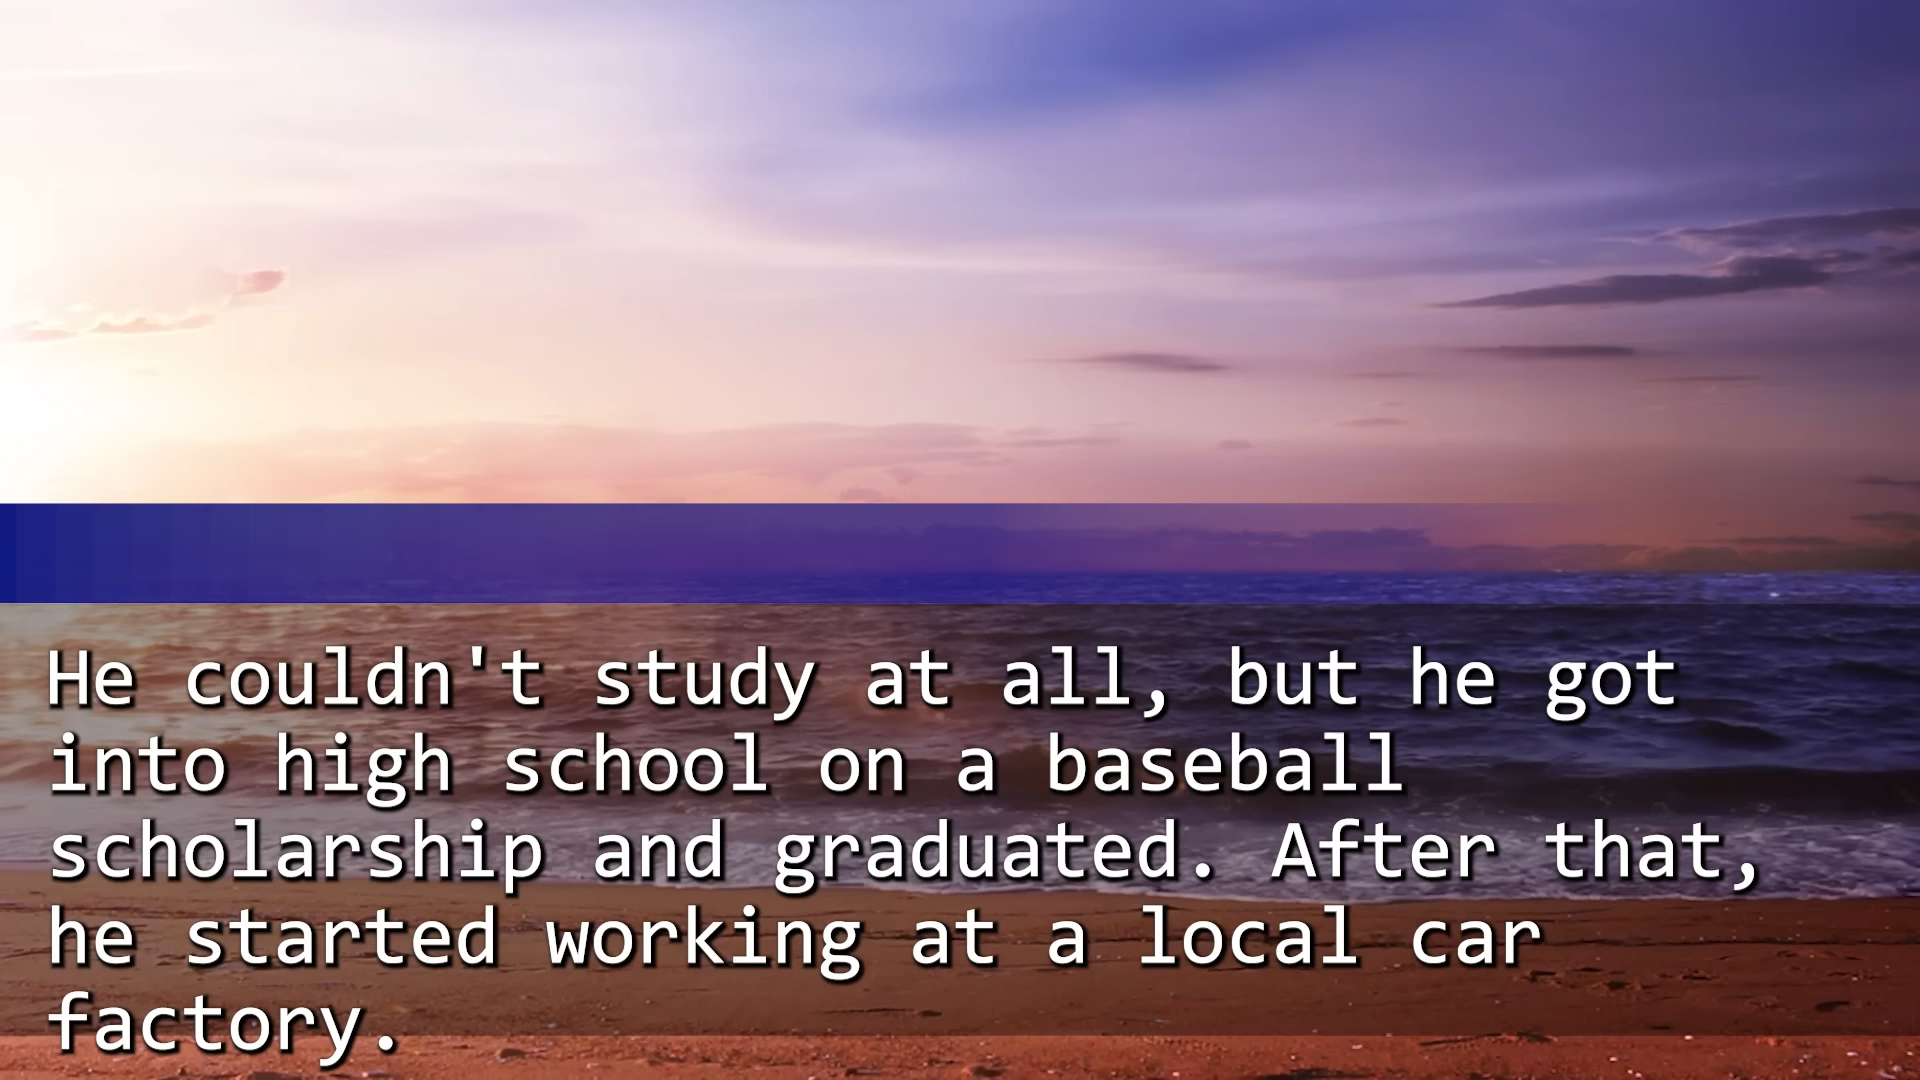 He couldn't study at all, but he got
into high school on a baseball
scholarship and graduated. After that,
he started working at a local car
factory.